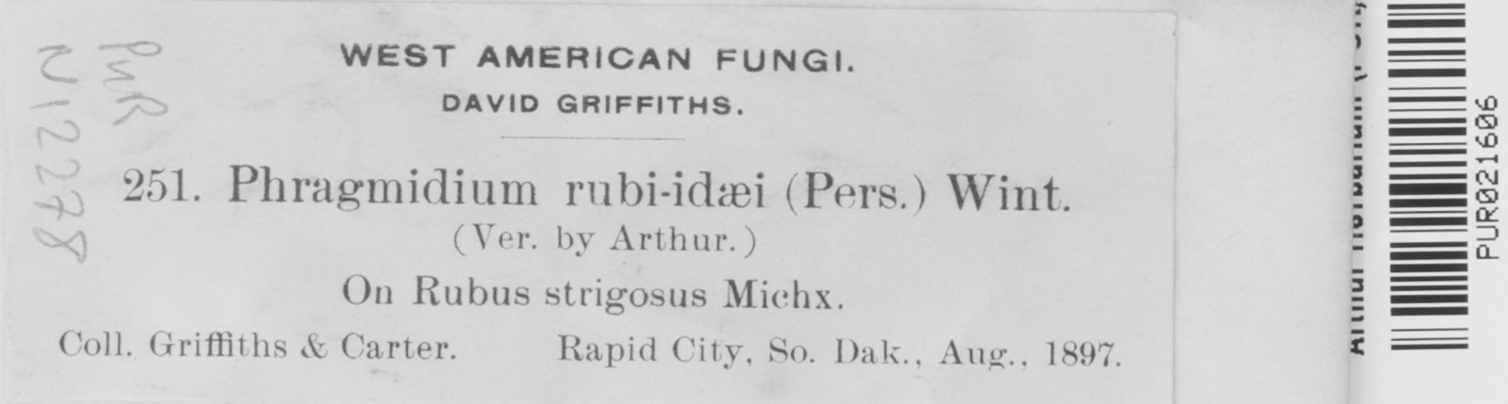 WEST AMERICAN FUNGI.
DAVID GRIFFITHS.
251. Phragmidium rubi-idæi (Pers.) Wint.
(Ver. by Arthur.)
On Rubus strigosus Michx.
Coll. Griffiths & Carter. Rapid City, So. Dak., Aug., 1897.
PUR
N12278
PUR021606